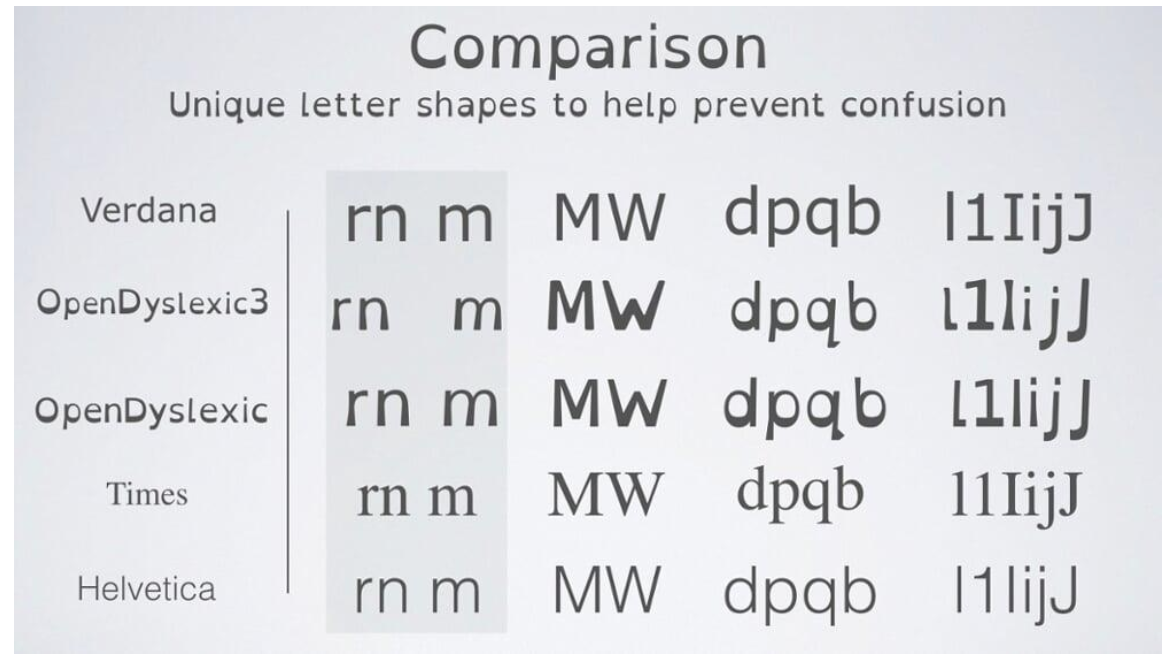 Comparison
Unique letter shapes to help prevent confusion
Verdana rn m MW dpqb l1IijJ
OpenDyslexic3 rn m MW dpqb l1IijJ
OpenDyslexic rn m MW dpqb l1IijJ
Times rn m MW dpqb l1IijJ
Helvetica rn m MW dpqb l1IijJ